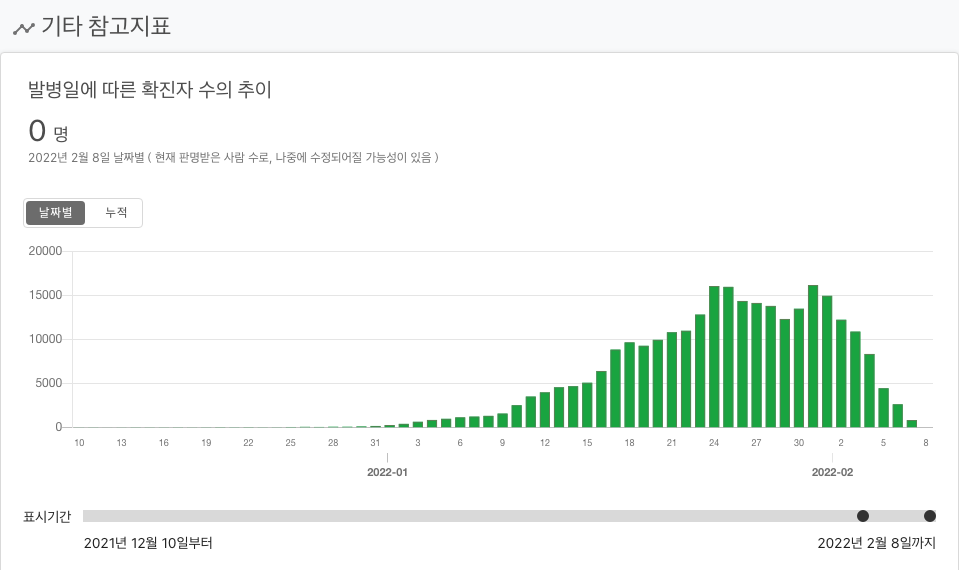 기타 참고지표
발병일에 따른 확진자 수의 추이
0 명
2022년 2월 8일 날짜별 ( 현재 판명받은 사람 수로, 나중에 수정되어질 가능성이 있음 )
날짜별 누적
20000
15000
10000
5000
0
10 13 16 19 22 25 28 31 3 6 9 12 15 18 21 24 27 30 2 5 8
2022-01 2022-02
표시기간
2021년 12월 10일부터 2022년 2월 8일까지